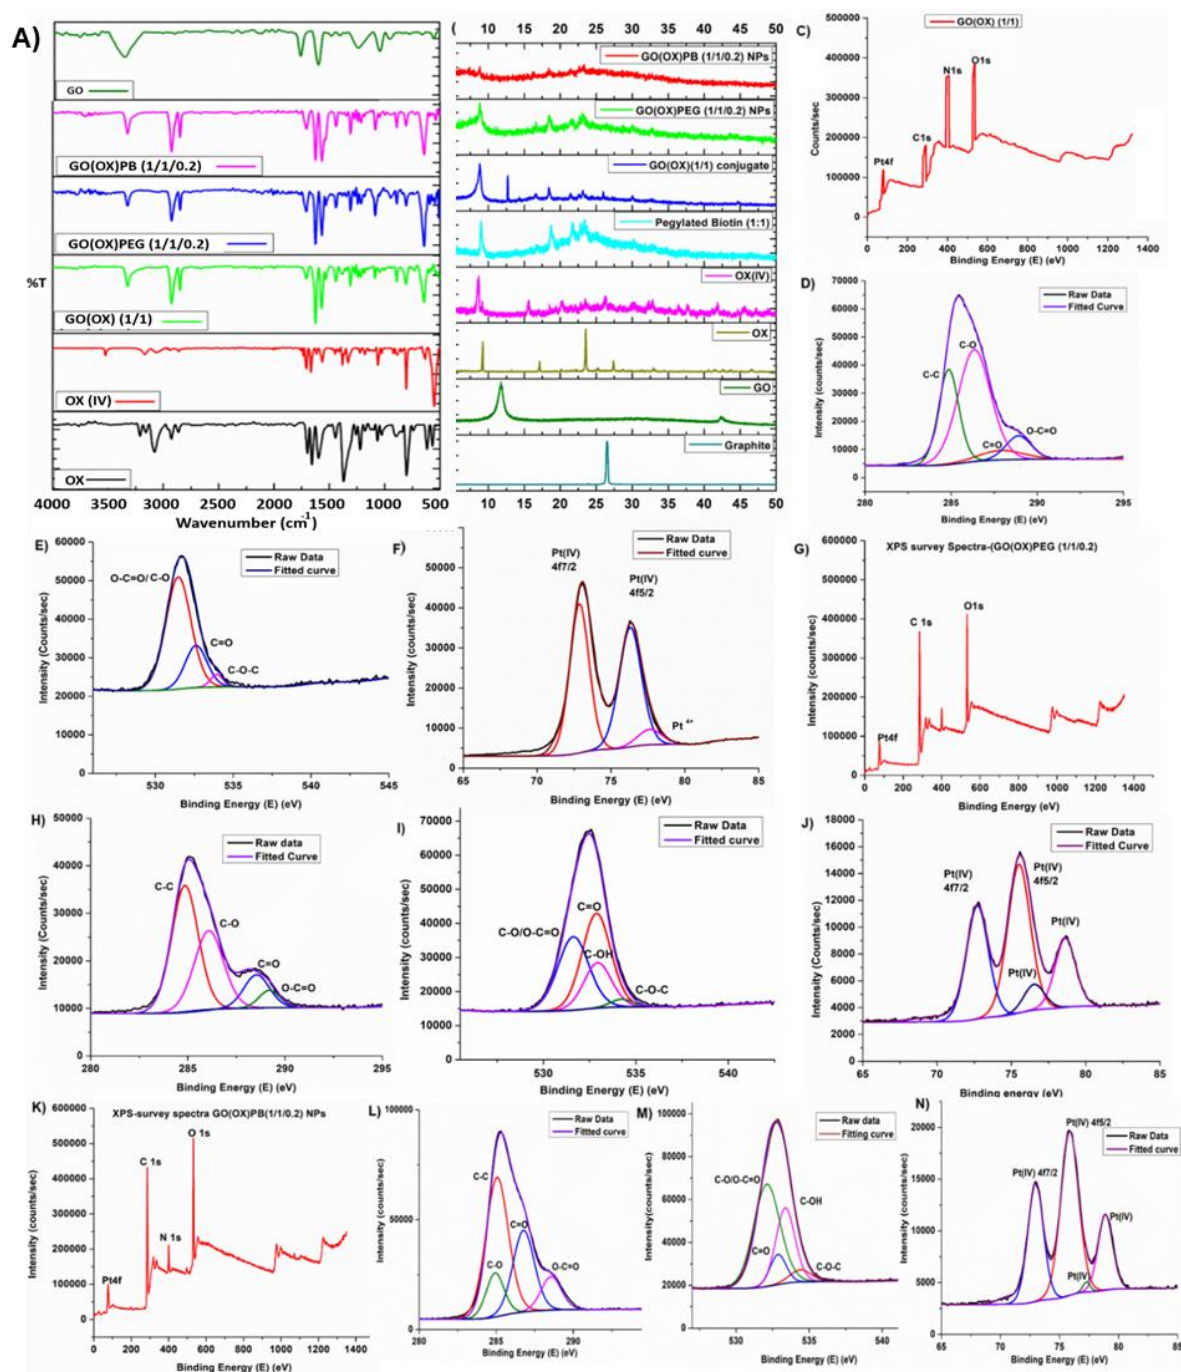 A)
GO
GO(OX)PB (1/1/0.2)
GO(OX)PEG (1/1/0.2)
%T
GO(OX) (1/1)
OX (IV)
OX
4000 3500 3000 2500 2000 1500 1000 500
Wavenumber (cm-1)
(
10 15 20 25 30 35 40 45 50
GO(OX)PB (1/1/0.2) NPs
GO(OX)PEG (1/1/0.2) NPs
GO(OX)(1/1) conjugate
Pegylated Biotin (1:1)
OX(IV)
OX
GO
Graphite
10 15 20 25 30 35 40 45 50
C)
GO(OX) (1/1)
500000
400000
300000
200000
100000
0
Counts/sec
N1s
O1s
C1s
Pt4f
0 200 400 600 800 1000 1200 1400
Binding Energy (E) (eV)
D)
Raw Data
Fitted Curve
70000
60000
50000
40000
30000
20000
10000
0
Intensity (counts/sec)
C-O
C-C
O-C=O
C=O
280 285 290 295
Binding Energy (E) (eV)
E)
Raw Data
Fitted curve
60000
50000
40000
30000
20000
10000
0
Intensity (Counts/sec)
O-C=O/C-O
C=O
C-O-C
530 535 540 545
Binding Energy (E) (eV)
F)
Raw Data
Fitted curve
50000
40000
30000
20000
10000
0
Intensity (counts/sec)
Pt(IV)
4f7/2
Pt(IV)
4f5/2
Pt 4+
65 70 75 80 85
Binding Energy (E) (eV)
G)
XPS survey Spectra-(GO(OX)PEG (1/1/0.2)
600000
500000
400000
300000
200000
100000
0
Intensity (counts/sec)
O1s
C 1s
Pt4f
0 200 400 600 800 1000 1200 1400
Binding Energy (E) (eV)
H)
Raw data
Fitted Curve
50000
40000
30000
20000
10000
0
Intensity (Counts/sec)
C-C
C-O
C=O
O-C=O
280 285 290 295
Binding Energy (E) (eV)
I)
Raw Data
Fitted Curve
70000
60000
50000
40000
30000
20000
10000
0
Intensity (counts/sec)
C-O/O-C=O
C=O
C-OH
C-O-C
530 535 540
Binding Energy (E) (eV)
J)
Raw Data
Fitted Curve
18000
16000
14000
12000
10000
8000
6000
4000
2000
0
Intensity (Counts/sec)
Pt(IV)
4f7/2
Pt(IV)
4f5/2
Pt(IV)
Pt(IV)
65 70 75 80 85
Binding energy (eV)
K)
XPS-survey spectra GO(OX)PB(1/1/0.2) NPs
600000
500000
400000
300000
200000
100000
0
Intensity (counts/sec)
O 1s
C 1s
N 1s
Pt4f
0 200 400 600 800 1000 1200 1400
Binding Energy (E) (eV)
L)
Raw Data
Fittted curve
100000
50000
0
Intensity (counts/sec)
C-C
C=O
C-O
O-C=O
280 285 290
Binding Energy (E) (eV)
M)
Raw data
Fitting curve
100000
80000
60000
40000
20000
0
Intensity(counts/sec)
C-O/O-C=O
C-OH
C=O
C-O-C
530 535 540
Binding Energy (E) (eV)
N)
Raw Data
Fitted curve
20000
15000
10000
5000
0
Intensity (counts/sec)
Pt(IV) 4f5/2
Pt(IV) 4f7/2
Pt(IV)
Pt(IV)
70 75 80 85
Binding Energy (E) (eV)